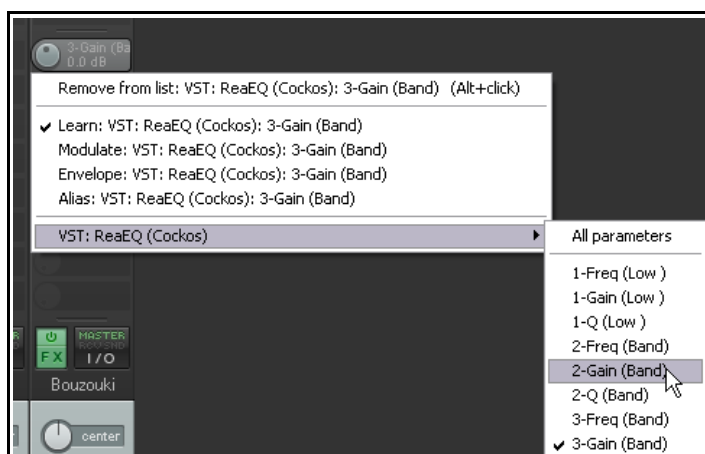 3-Gain (Ba
0.0 dB
Remove from list: VST: ReaEQ (Cockos): 3-Gain (Band) (Alt+click)
Learn: VST: ReaEQ (Cockos): 3-Gain (Band)
Modulate: VST: ReaEQ (Cockos): 3-Gain (Band)
Envelope: VST: ReaEQ (Cockos): 3-Gain (Band)
Alias: VST: ReaEQ (Cockos): 3-Gain (Band)
VST: ReaEQ (Cockos)
All parameters
1-Freq (Low )
1-Gain (Low )
1-Q (Low )
2-Freq (Band)
2-Gain (Band)
2-Q (Band)
3-Freq (Band)
3-Gain (Band)
MASTER
FX
I/O
Bouzouki
center